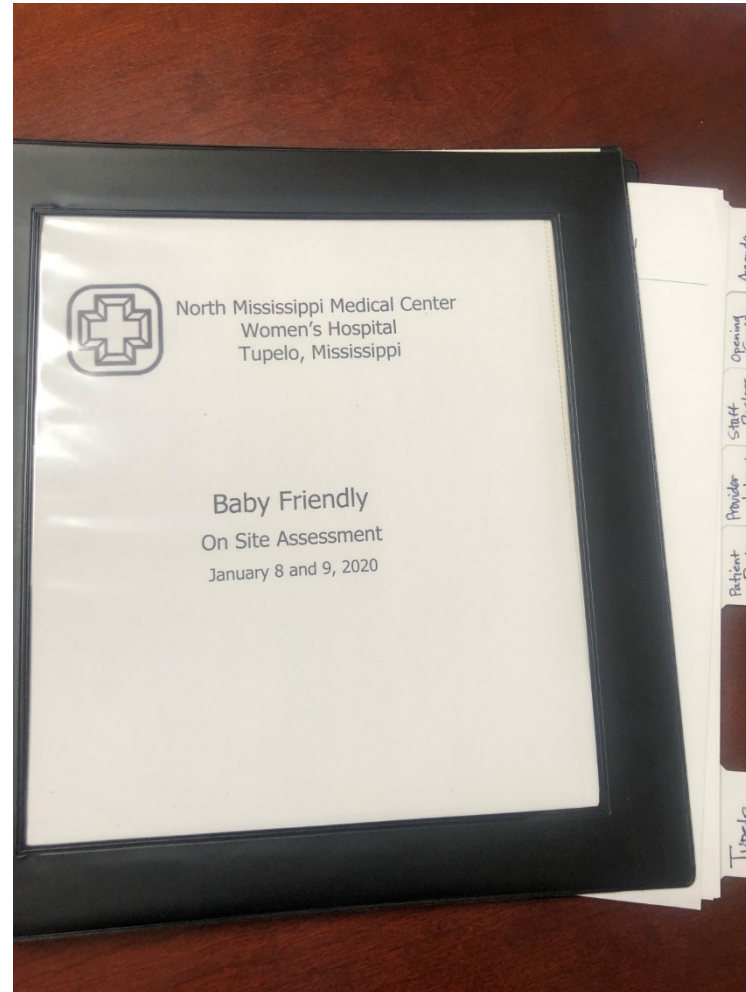 North Mississippi Medical Center
Women's Hospital
Tupelo, Mississippi
Baby Friendly
On Site Assessment
January 8 and 9, 2020
Opening
Staff
Provider
Patient